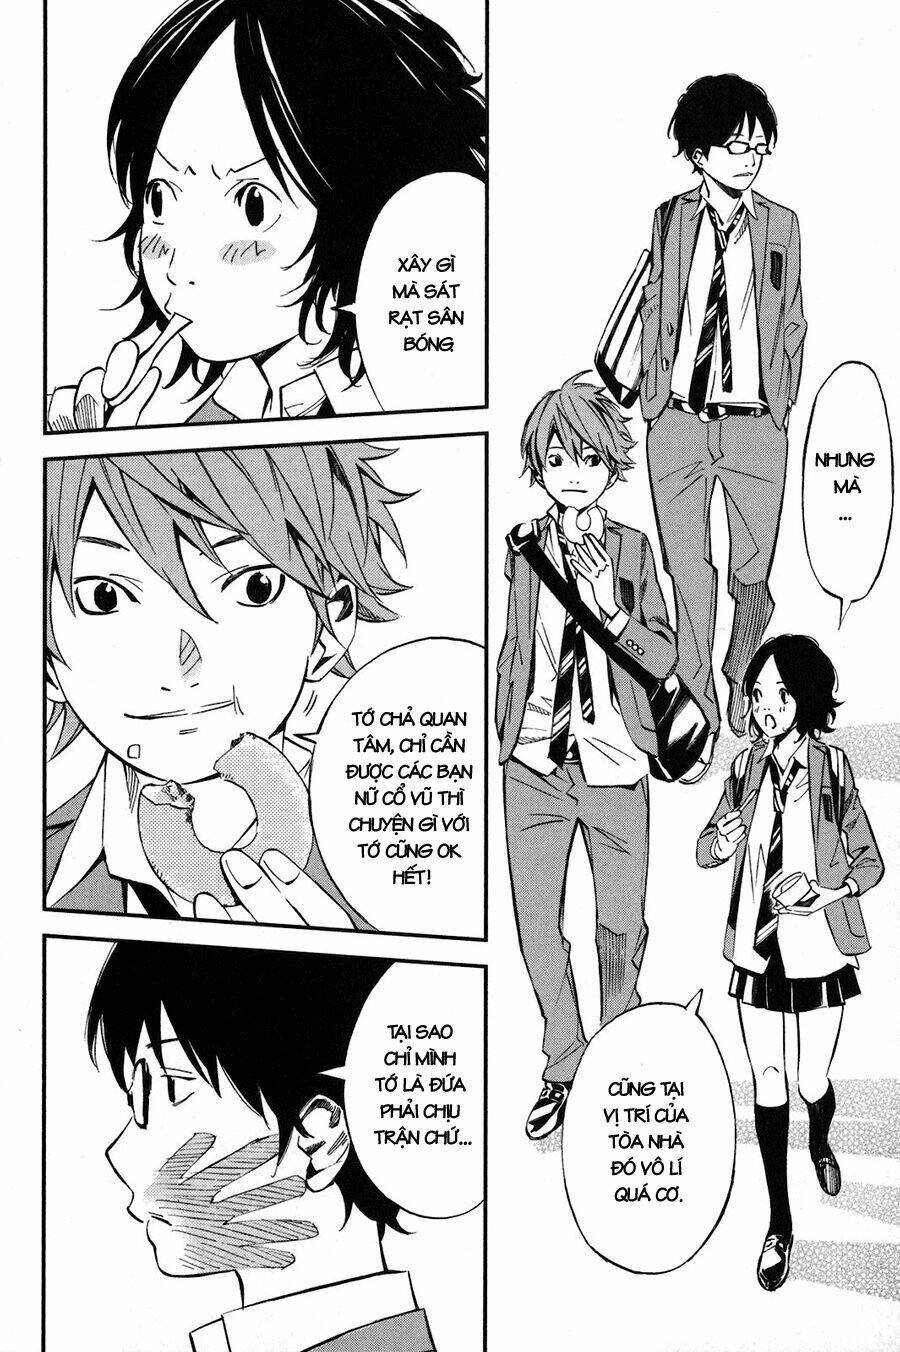 NHƯNG
MÀ
...
CŨNG TẠI
VỊ TRÍ CỦA
TÒA NHÀ
ĐÓ VÔ LÍ
QUÁ CƠ.
XÂY GÌ
MÀ SÁT
RẠT SÂN
BÓNG.
TỚ CHẢ QUAN
TÂM, CHỈ CẦN
ĐƯỢC CÁC BẠN
NỮ CỔ VŨ THÌ
CHUYỆN GÌ VỚI
TỚ CŨNG OK
HẾT!
TẠI SAO
CHỈ MÌNH
TỚ LÀ ĐỨA
PHẢI CHỊU
TRẬN CHỨ...